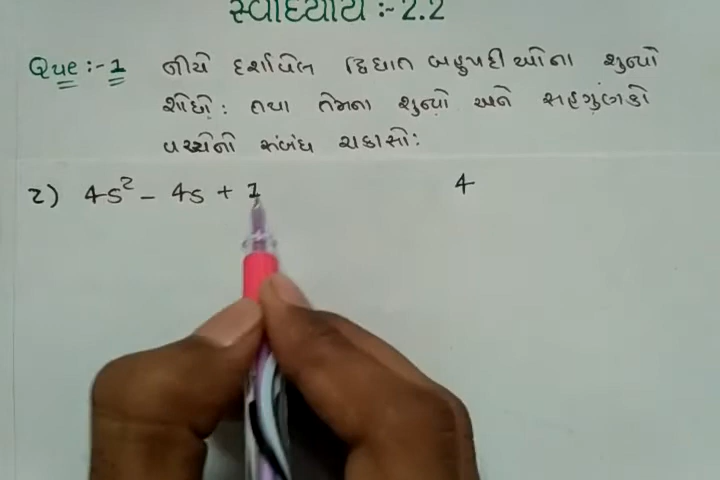 સ્વાધ્યાય :- 2.2
Que :- 1 નીચે દર્શાવેલ દ્વિઘાત બહુપદીઓના શુન્યો
શોધો : તથા તેમના શુન્યો અને સહગુણકો
વચ્ચેનો સંબંધ ચકાસો:
૨) 4s² - 4s + 1 4